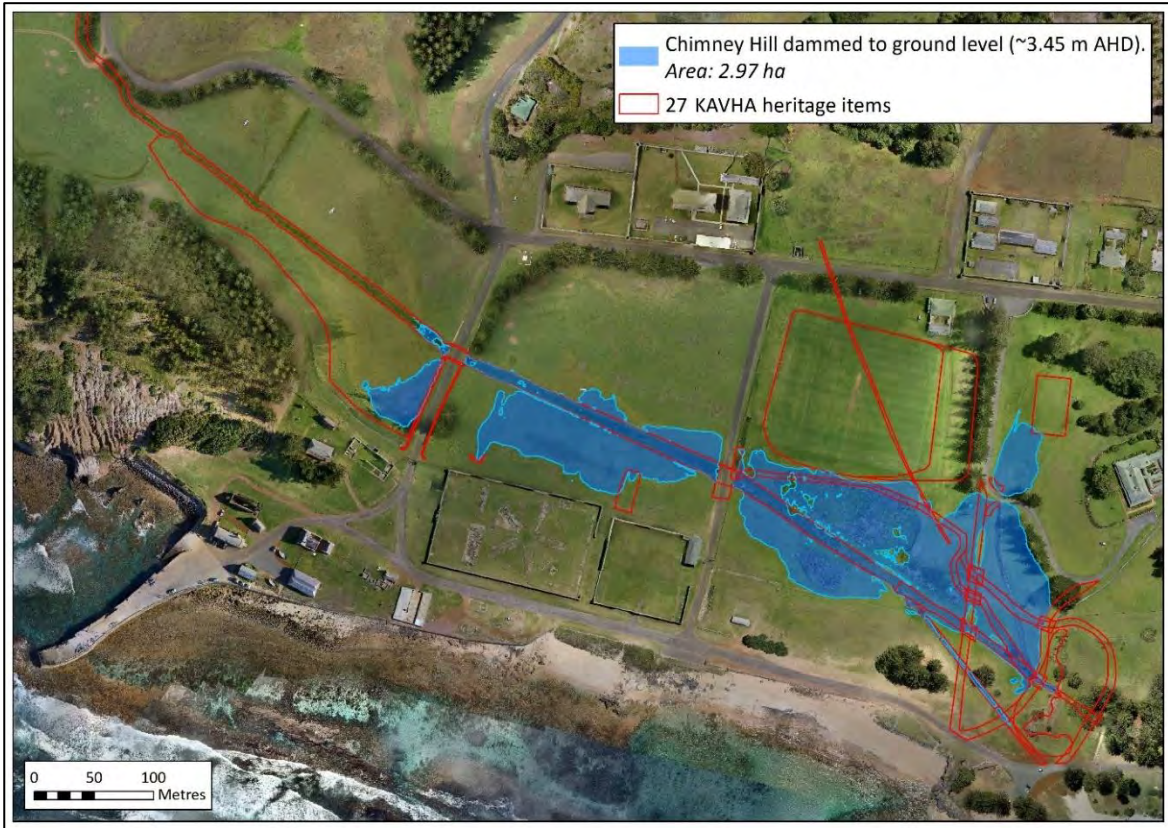 Chimney Hill dammed to ground level (~3.45 m AHD).
Area: 2.97 ha
27 KAVHA heritage items
0 50 100
Metres